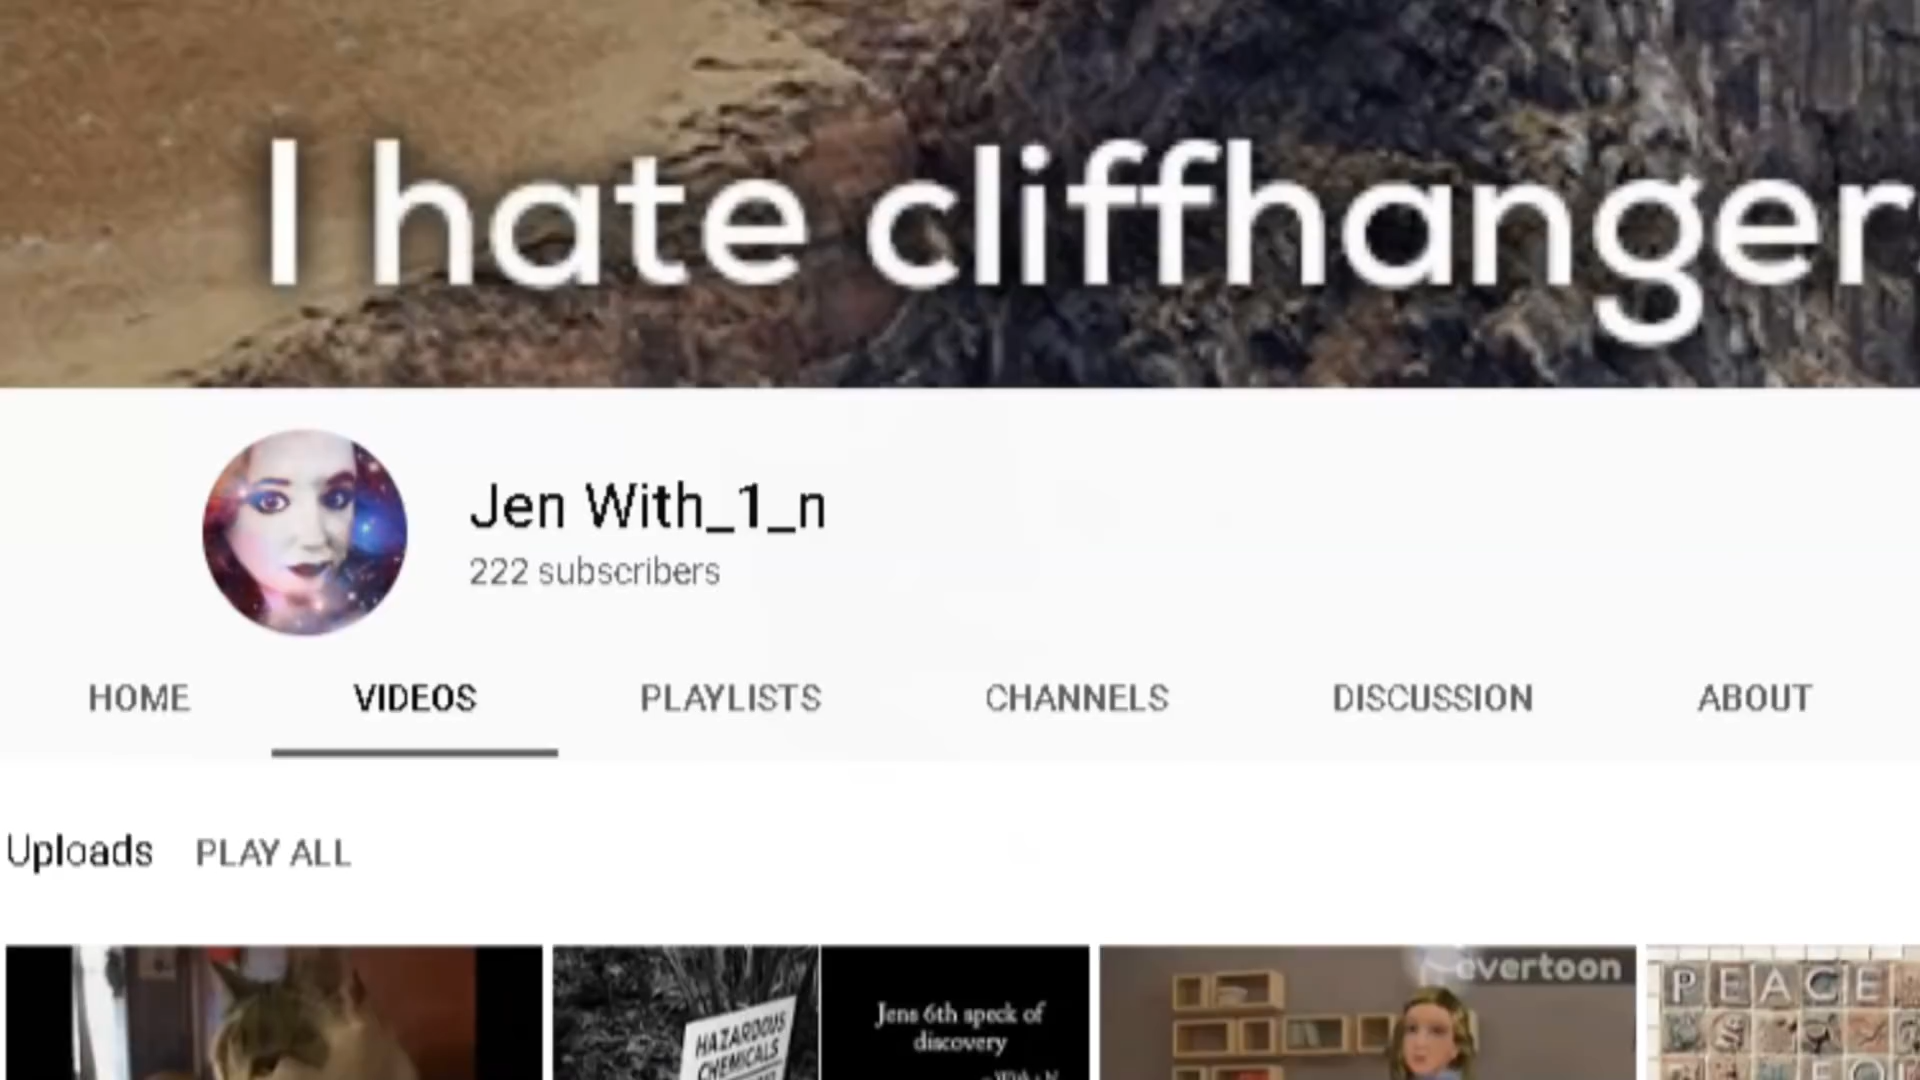 I hate cliffhanger
Jen With_1_n
222 subscribers
HOME VIDEOS PLAYLISTS CHANNELS DISCUSSION ABOUT
Uploads PLAY ALL
HAZARDOUS
CHEMICALS
Jens 6th speck of
discovery
evertoon
PEACE